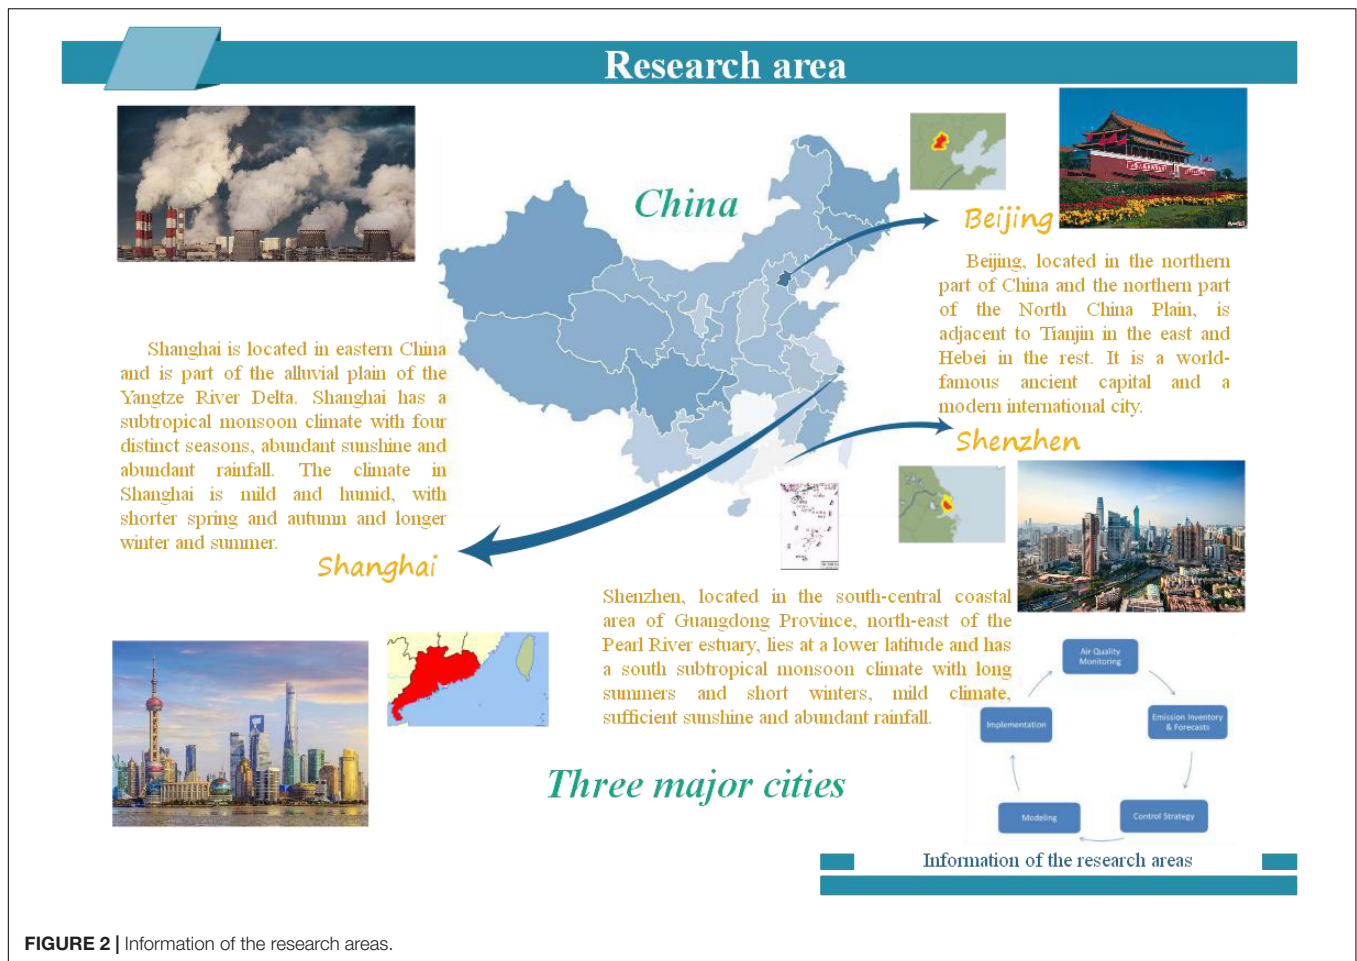 Research area
China
Beijing
Beijing, located in the northern
part of China and the northern part
of the North China Plain, is
adjacent to Tianjin in the east and
Hebei in the rest. It is a world-
famous ancient capital and a
modern international city.
Shanghai is located in eastern China
and is part of the alluvial plain of the
Yangtze River Delta. Shanghai has a
subtropical monsoon climate with four
distinct seasons, abundant sunshine and
abundant rainfall. The climate in
Shanghai is mild and humid, with
shorter spring and autumn and longer
winter and summer.
Shanghai
Shenzhen
Shenzhen, located in the south-central coastal
area of Guangdong Province, north-east of the
Pearl River estuary, lies at a lower latitude and has
a south subtropical monsoon climate with long
summers and short winters, mild climate,
sufficient sunshine and abundant rainfall.
Three major cities
Air Quality
Monitoring
Emission Inventory
& Forecasts
Control Strategy
Modeling
Implementation
Information of the research areas
FIGURE 2 | Information of the research areas.